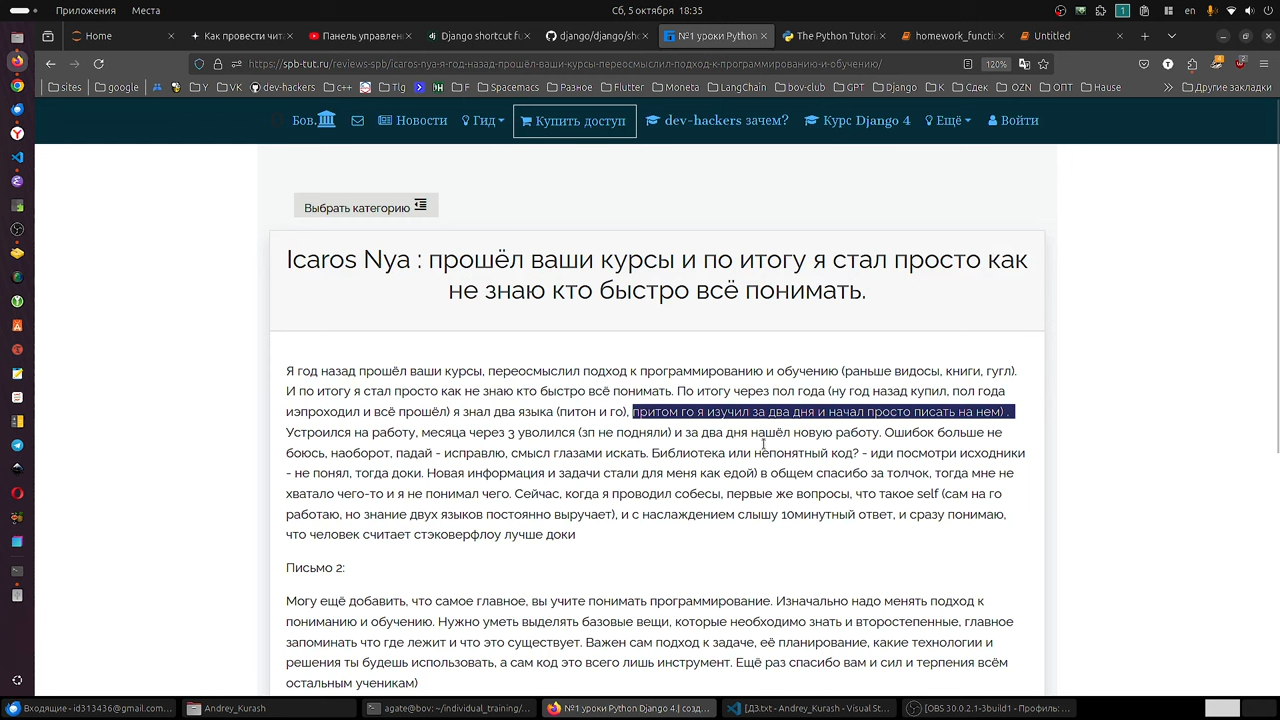 Приложения Места
Сб, 5 октября 18:35
1
en
Home
Как провести чита
Панель управлен
Django shortcut fu
django/django/sho
№1 уроки Python
The Python Tutori
homework_functi
Untitled
https://spb-tut.ru/reviews-spb/icaros-nya-я-год-назад-прошёл-ваши-курсы-переосмыслил-подход-к-программированию-и-обучению/
120%
sites
google
Y
VK
dev-hackers
c++
Tlg
F
Spacemacs
Разное
Flutter
Moneta
LangChain
bov-club
GPT
Django
K
Сдек
OZN
OPT
Hause
Другие закладки
Бов.
Новости
Гид
Купить доступ
dev-hackers зачем?
Курс Django 4
Ещё
Войти
Выбрать категорию
Icaros Nya : прошёл ваши курсы и по итогу я стал просто как
не знаю кто быстро всё понимать.
Я год назад прошёл ваши курсы, переосмыслил подход к программированию и обучению (раньше видосы, книги, гугл).
И по итогу я стал просто как не знаю кто быстро всё понимать. По итогу через пол года (ну год назад купил, пол года
иэпроходил и всё прошёл) я знал два языка (питон и го), притом го я изучил за два дня и начал просто писать на нем) .
Устроился на работу, месяца через 3 уволился (зп не подняли) и за два дня нашёл новую работу. Ошибок больше не
боюсь, наоборот, падай - исправлю, смысл глазами искать. Библиотека или непонятный код? - иди посмотри исходники
- не понял, тогда доки. Новая информация и задачи стали для меня как едой) в общем спасибо за толчок, тогда мне не
хватало чего-то и я не понимал чего. Сейчас, когда я проводил собесы, первые же вопросы, что такое self (сам на го
работаю, но знание двух языков постоянно выручает), и с наслаждением слышу 10минутный ответ, и сразу понимаю,
что человек считает стэковерфлоу лучше доки
Письмо 2:
Могу ещё добавить, что самое главное, вы учите понимать программирование. Изначально надо менять подход к
пониманию и обучению. Нужно уметь выделять базовые вещи, которые необходимо знать и второстепенные, главное
запоминать что где лежит и что это существует. Важен сам подход к задаче, её планирование, какие технологии и
решения ты будешь использовать, а сам код это всего лишь инструмент. Ещё раз спасибо вам и сил и терпения всём
остальным ученикам)
Входящие - id313436@gmail.com...
Andrey_Kurash
agate@bov: ~/individual_training/...
№1 уроки Python Django 4.| созд...
[ДЗ.txt - Andrey_Kurash - Visual St...
[OBS 30.0.2.1-3build1 - Профиль: ...